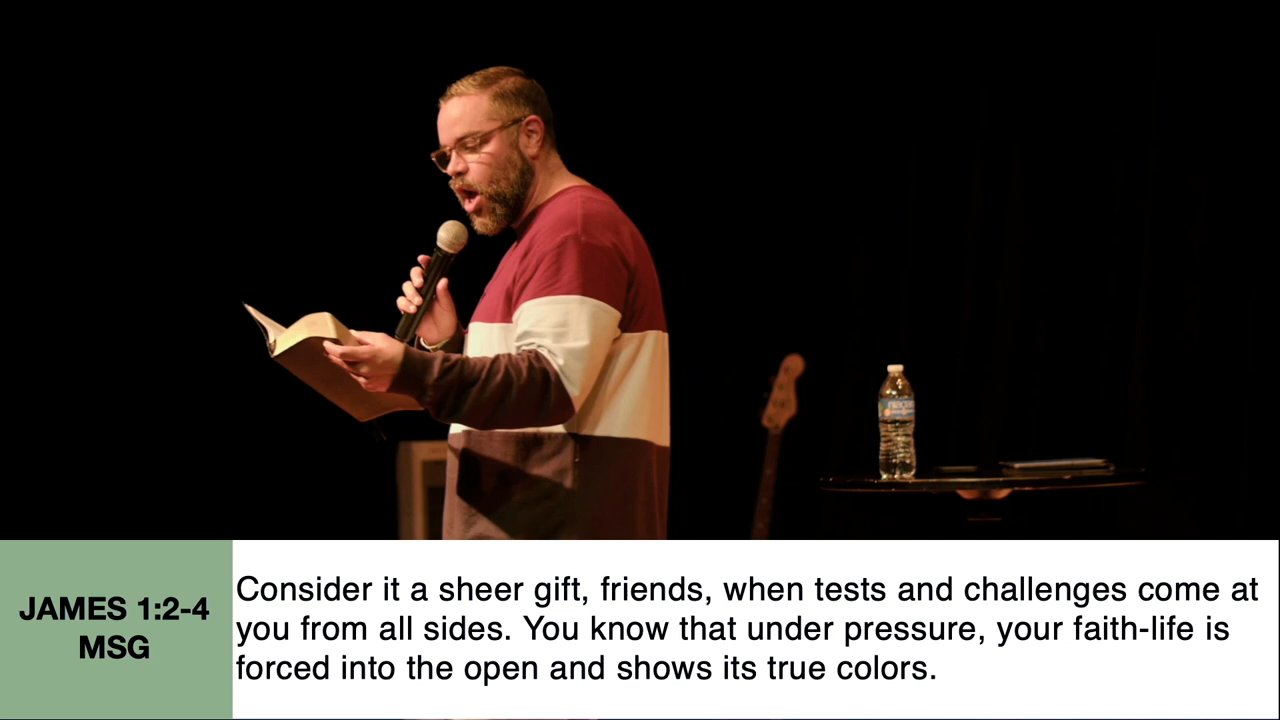 JAMES 1:2-4
MSG
Consider it a sheer gift, friends, when tests and challenges come at
you from all sides. You know that under pressure, your faith-life is
forced into the open and shows its true colors.